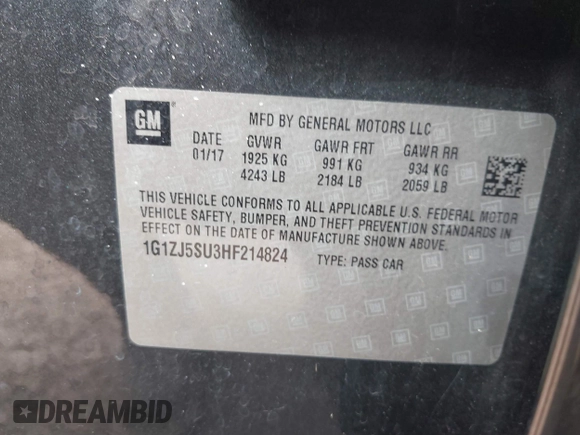 GM
MFD BY GENERAL MOTORS LLC
DATE GVWR GAWR FRT GAWR RR
01/17 1925 KG 991 KG 934 KG
4243 LB 2184 LB 2059 LB
THIS VEHICLE CONFORMS TO ALL APPLICABLE U.S. FEDERAL MOTOR
VEHICLE SAFETY, BUMPER, AND THEFT PREVENTION STANDARDS IN
EFFECT ON THE DATE OF MANUFACTURE SHOWN ABOVE.
1G1ZJ5SU3HF214824 TYPE: PASS CAR
DREAMBID